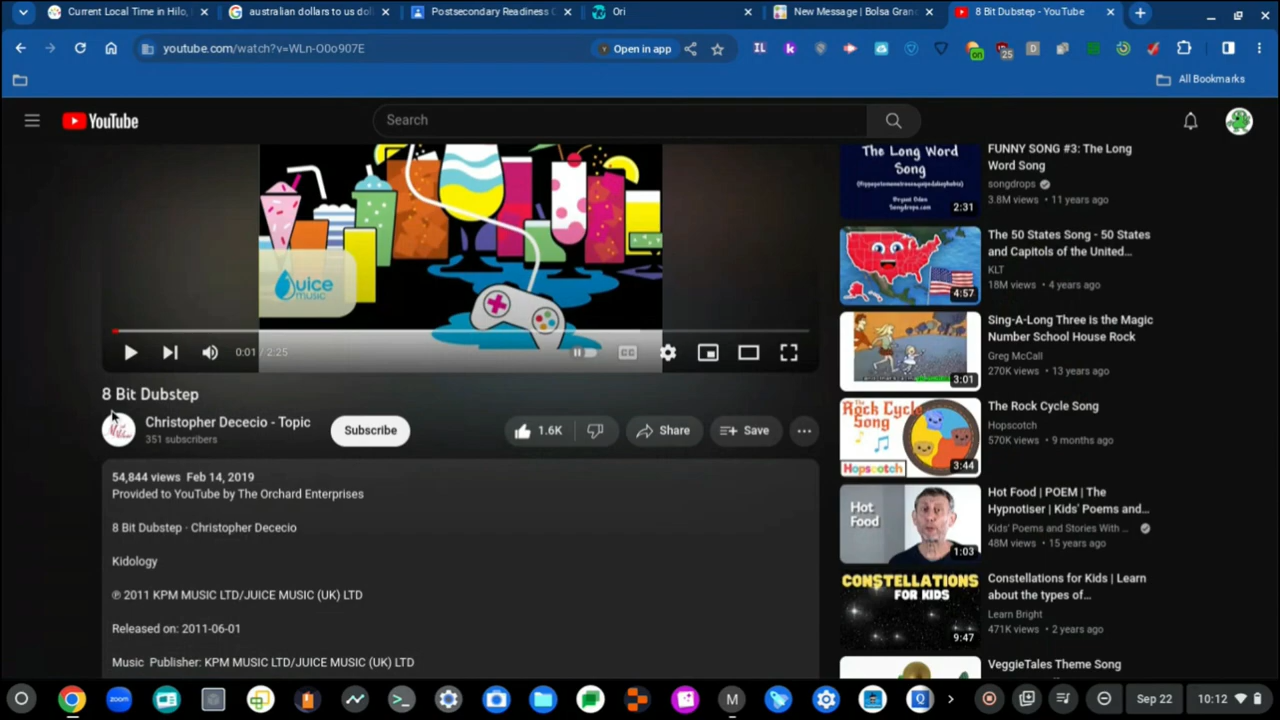 Current Local Time in Hilo,
australian dollars to us dol
Postsecondary Readiness C
Ori
New Message | Bolsa Gran
8 Bit Dubstep - YouTube
youtube.com/watch?v=WLn-O0o907E
Open in app
IL
k
on
D
25
All Bookmarks
YouTube
Search
Juice
music
0:01 / 2:25
CC
8 Bit Dubstep
Christopher Dececio - Topic
351 subscribers
Subscribe
1.6K
Share
Save
54,844 views Feb 14, 2019
Provided to YouTube by The Orchard Enterprises
8 Bit Dubstep · Christopher Dececio
Kidology
℗ 2011 KPM MUSIC LTD/JUICE MUSIC (UK) LTD
Released on: 2011-06-01
Music Publisher: KPM MUSIC LTD/JUICE MUSIC (UK) LTD
The Long Word
Song
Bryant Oden
Songdrops.com
2:31
FUNNY SONG #3: The Long
Word Song
songdrops
3.8M views • 11 years ago
4:57
The 50 States Song - 50 States
and Capitols of the United...
KLT
18M views • 4 years ago
3:01
Sing-A-Long Three is the Magic
Number School House Rock
Greg McCall
270K views • 13 years ago
The
Rock Cycle
Song
Hopscotch
3:44
The Rock Cycle Song
Hopscotch
570K views • 9 months ago
Hot
Food
1:03
Hot Food | POEM | The
Hypnotiser | Kids' Poems and...
Kids' Poems and Stories With ...
48M views • 15 years ago
CONSTELLATIONS
FOR KIDS
9:47
Constellations for Kids | Learn
about the types of...
Learn Bright
471K views • 2 years ago
VeggieTales Theme Song
zoom
M
Q
Sep 22
10:12